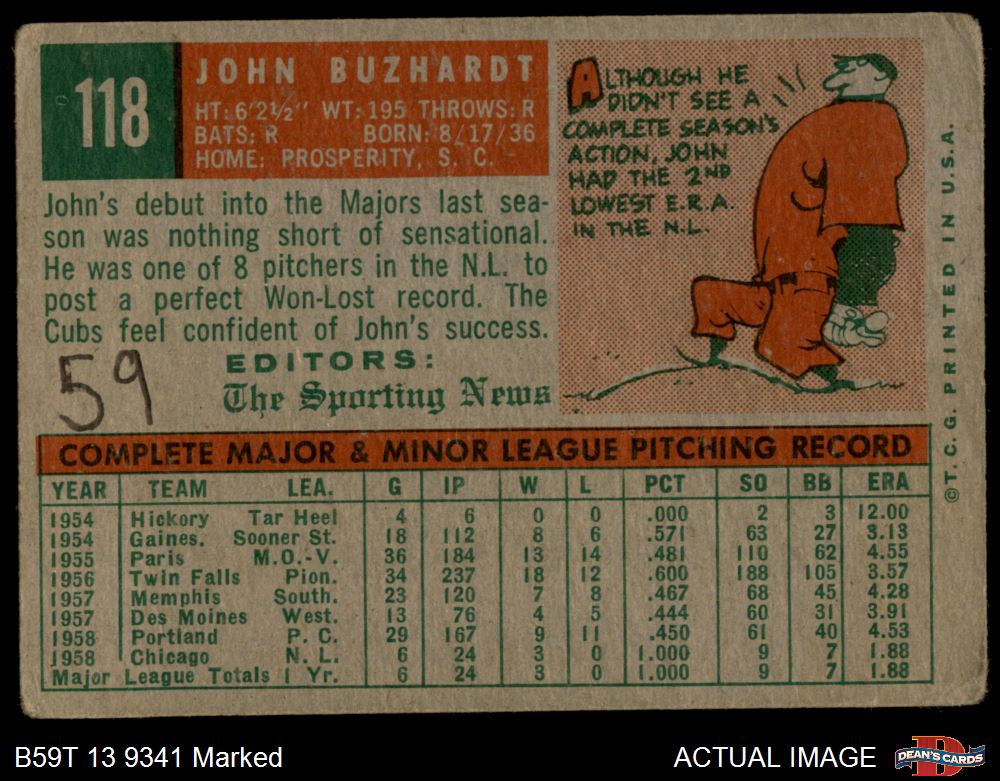 118
JOHN BUZHARDT
HT: 6'2½" WT: 195 THROWS: R
BATS: R BORN: 8/17/36
HOME: PROSPERITY, S. C.
ALTHOUGH HE
DIDN'T SEE A
COMPLETE SEASON'S
ACTION, JOHN
HAD THE 2ND
LOWEST E.R.A.
IN THE N.L.
John's debut into the Majors last sea-
son was nothing short of sensational.
He was one of 8 pitchers in the N.L. to
post a perfect Won-Lost record. The
Cubs feel confident of John's success.
59
EDITORS:
The Sporting News
©T.C.G. PRINTED IN U.S.A.
COMPLETE MAJOR & MINOR LEAGUE PITCHING RECORD
YEAR TEAM LEA. G IP W L PCT SO BB ERA
1954 Hickory Tar Heel 4 6 0 0 .000 2 3 12.00
1954 Gaines. Sooner St. 18 112 8 6 .571 63 27 3.13
1955 Paris M.O.-V. 36 184 13 14 .481 110 62 4.55
1956 Twin Falls Pion. 34 237 18 12 .600 188 105 3.57
1957 Memphis South. 23 120 7 8 .467 68 45 4.28
1957 Des Moines West. 13 76 4 5 .444 60 31 3.91
1958 Portland P. C. 29 167 9 11 .450 61 40 4.53
1958 Chicago N. L. 6 24 3 0 1.000 9 7 1.88
Major League Totals 1 Yr. 6 24 3 0 1.000 9 7 1.88
B59T 13 9341 Marked
ACTUAL IMAGE
D
DEAN'S CARDS